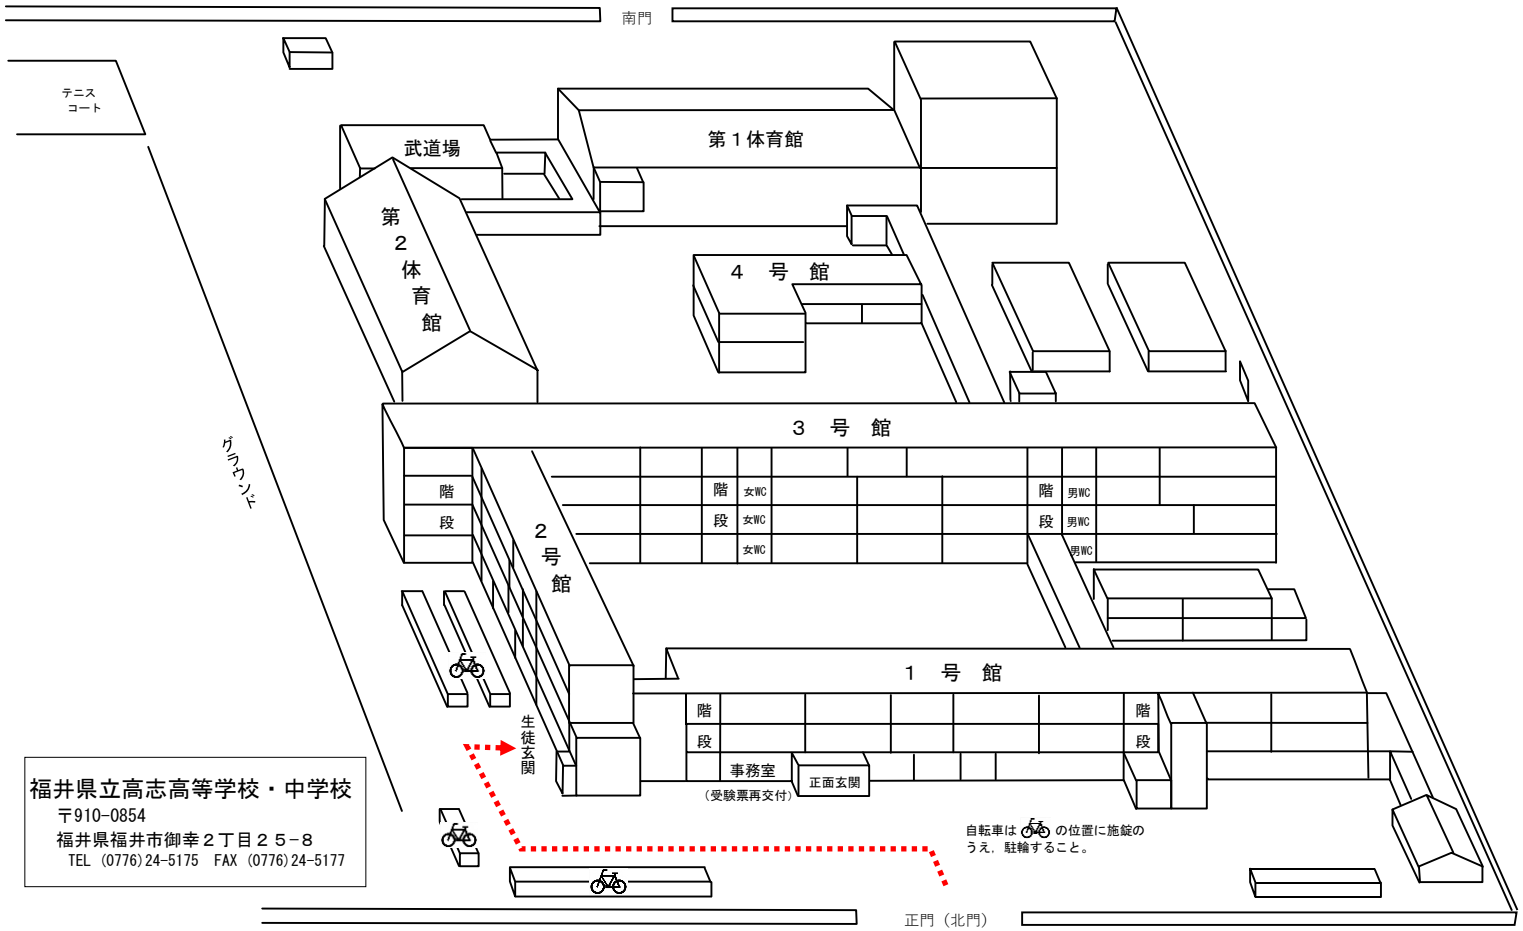 南門
テニス
コート
武道場
第１体育館
第２体育館
４号館
３号館
グラウンド
階段
階段
女WC
女WC
女WC
階段
男WC
男WC
男WC
２号館
１号館
生徒玄関
階段
階段
事務室
(受験票再交付)
正面玄関
福井県立高志高等学校・中学校
〒910-0854
福井県福井市御幸２丁目２５-８
TEL (0776)24-5175 FAX (0776)24-5177
自転車は の位置に施錠の
うえ，駐輪すること。
正門（北門）